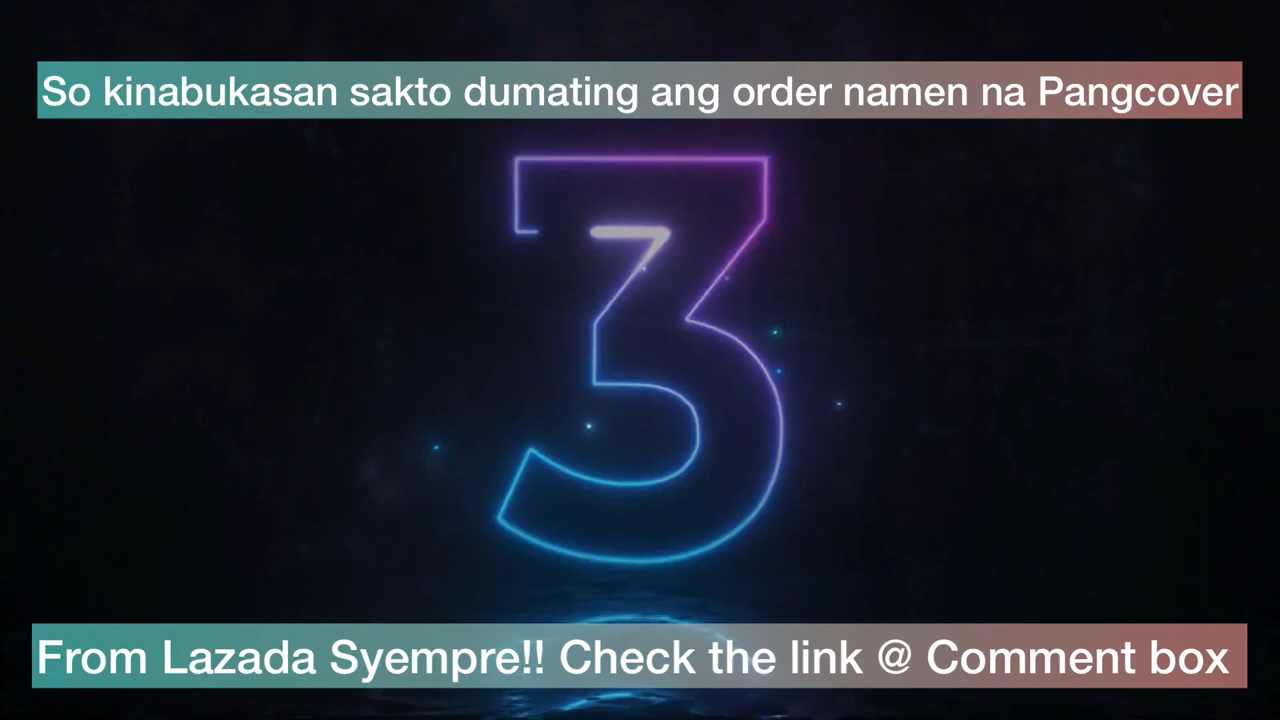 So kinabukasan sakto dumating ang order namen na Pangcover
3
From Lazada Syempre!! Check the link @ Comment box